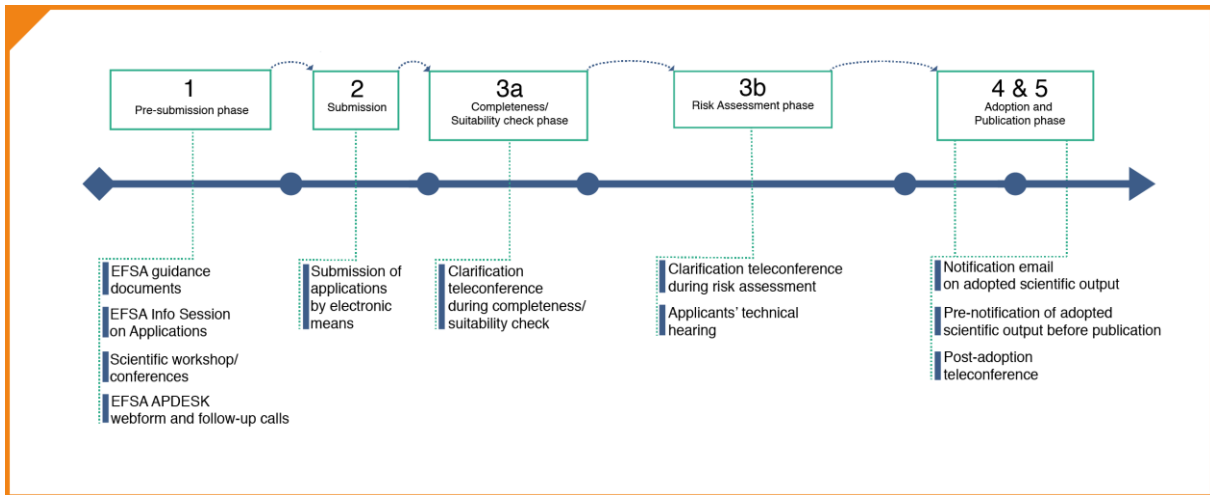 1
Pre-submission phase
2
Submission
3a
Completeness/
Suitability check phase
3b
Risk Assessment phase
4 & 5
Adoption and
Publication phase
EFSA guidance
documents
EFSA Info Session
on Applications
Scientific workshop/
conferences
EFSA APDESK
webform and follow-up calls
Submission of
applications
by electronic
means
Clarification
teleconference
during completeness/
suitability check
Clarification teleconference
during risk assessment
Applicants' technical
hearing
Notification email
on adopted scientific output
Pre-notification of adopted
scientific output before publication
Post-adoption
teleconference